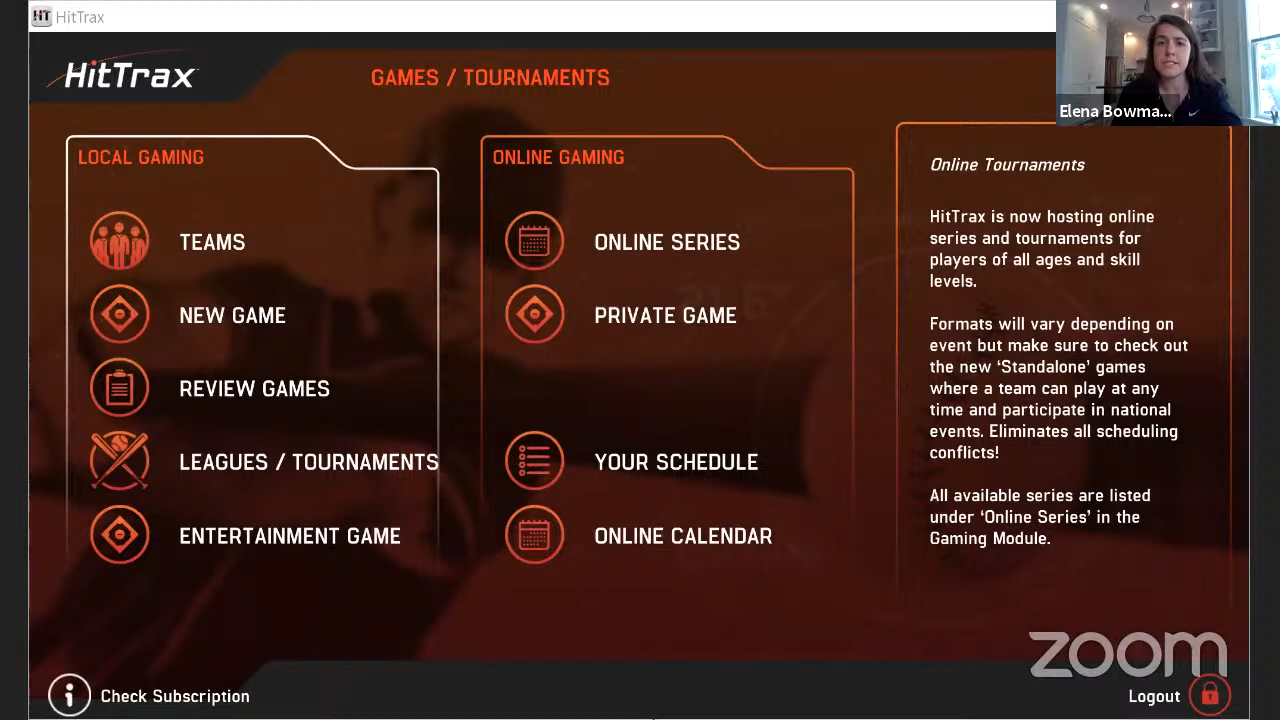 HT HitTrax
HitTrax
GAMES / TOURNAMENTS
Elena Bowma...
LOCAL GAMING
TEAMS
NEW GAME
REVIEW GAMES
LEAGUES / TOURNAMENTS
ENTERTAINMENT GAME
ONLINE GAMING
ONLINE SERIES
PRIVATE GAME
YOUR SCHEDULE
ONLINE CALENDAR
Online Tournaments
HitTrax is now hosting online
series and tournaments for
players of all ages and skill
levels.
Formats will vary depending on
event but make sure to check out
the new ‘Standalone’ games
where a team can play at any
time and participate in national
events. Eliminates all scheduling
conflicts!
All available series are listed
under ‘Online Series’ in the
Gaming Module.
zoom
Check Subscription
Logout